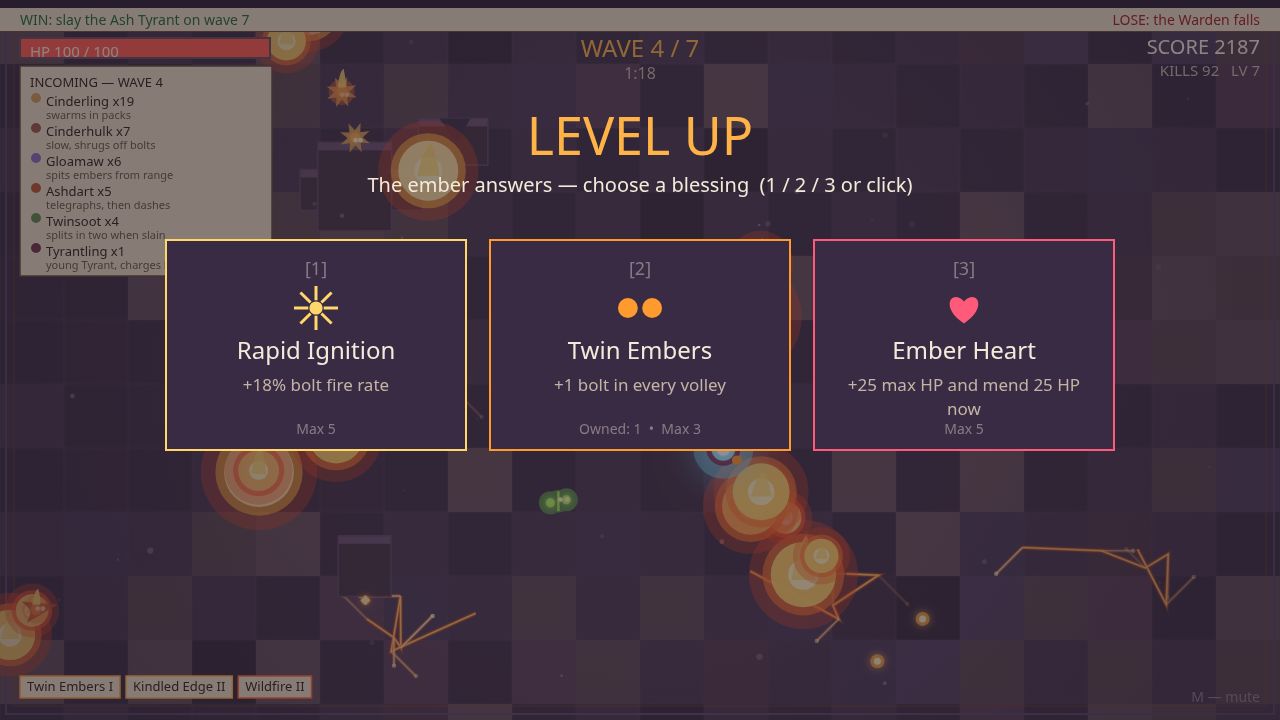 WIN: slay the Ash Tyrant on wave 7
LOSE: the Warden falls
HP 100 / 100
WAVE 4 / 7
1:18
SCORE 2187
KILLS 92 LV 7
INCOMING — WAVE 4
Cinderling x19
swarms in packs
Cinderhulk x7
slow, shrugs off bolts
Gloamaw x6
spits embers from range
Ashdart x5
telegraphs, then dashes
Twinsoot x4
splits in two when slain
Tyrantling x1
young Tyrant, charges
LEVEL UP
The ember answers — choose a blessing (1 / 2 / 3 or click)
[1]
Rapid Ignition
+18% bolt fire rate
Max 5
[2]
Twin Embers
+1 bolt in every volley
Owned: 1 • Max 3
[3]
Ember Heart
+25 max HP and mend 25 HP
now
Max 5
Twin Embers I
Kindled Edge II
Wildfire II
M — mute